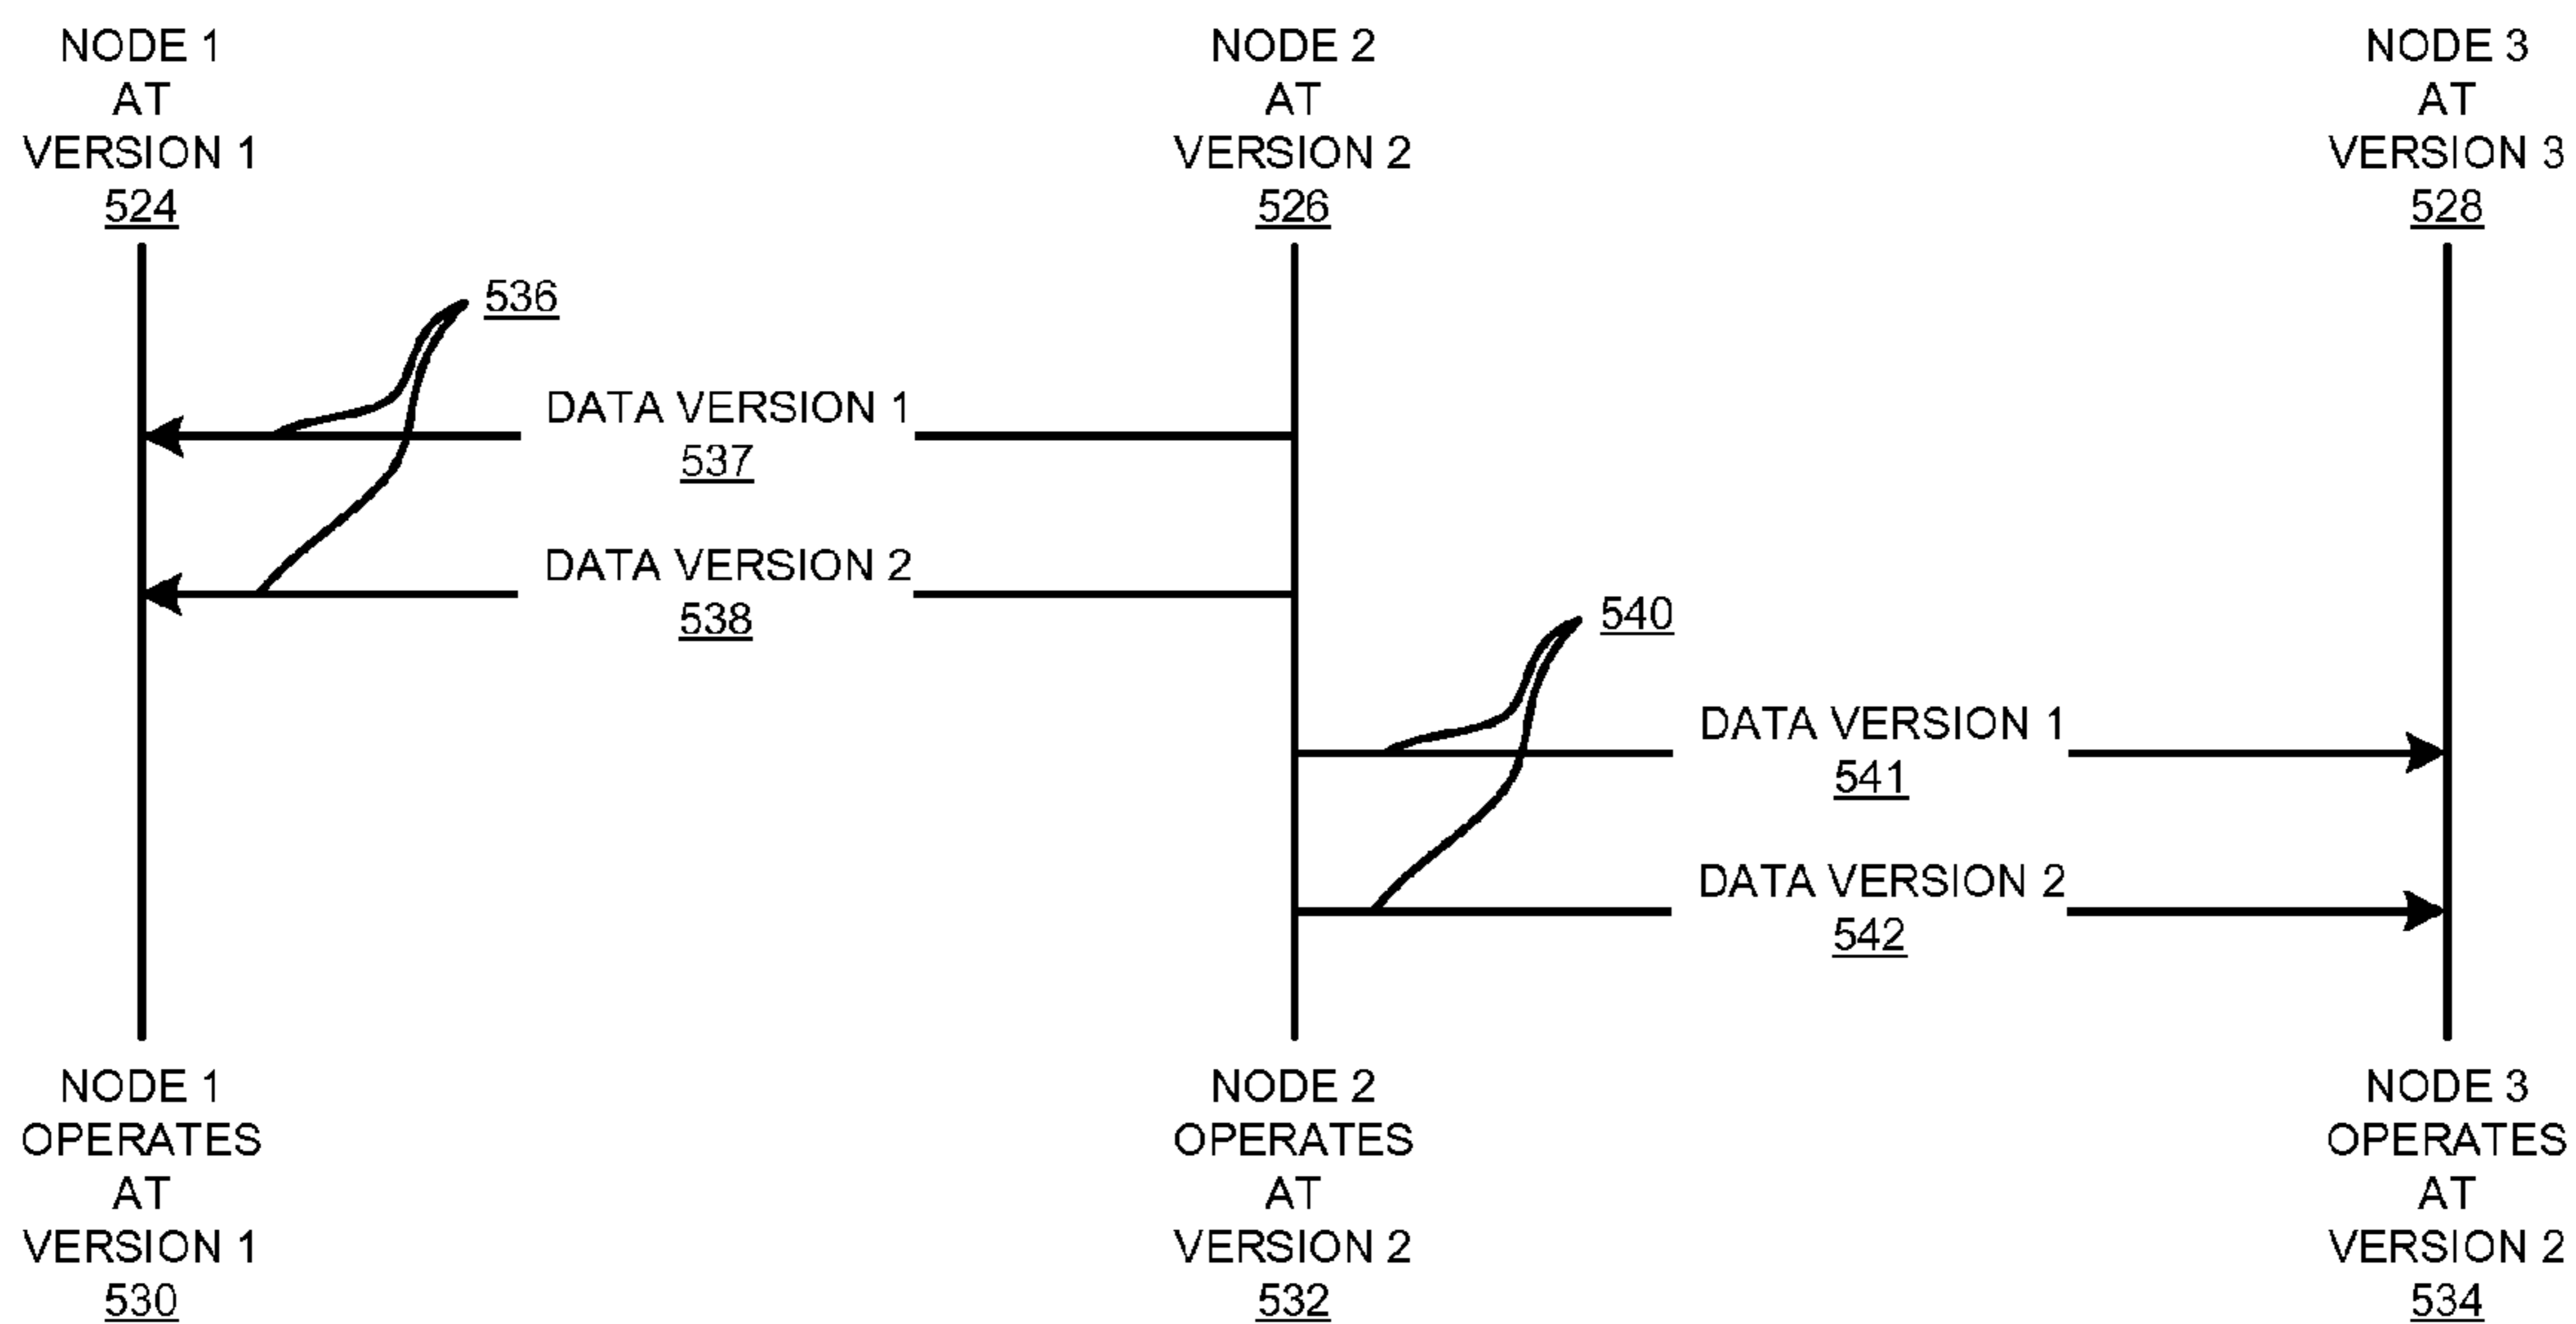 NODE 1
AT
VERSION 1
524
NODE 2
AT
VERSION 2
526
NODE 3
AT
VERSION 3
528
536
DATA VERSION 1
537
DATA VERSION 2
538
540
DATA VERSION 1
541
DATA VERSION 2
542
NODE 1
OPERATES
AT
VERSION 1
530
NODE 2
OPERATES
AT
VERSION 2
532
NODE 3
OPERATES
AT
VERSION 2
534